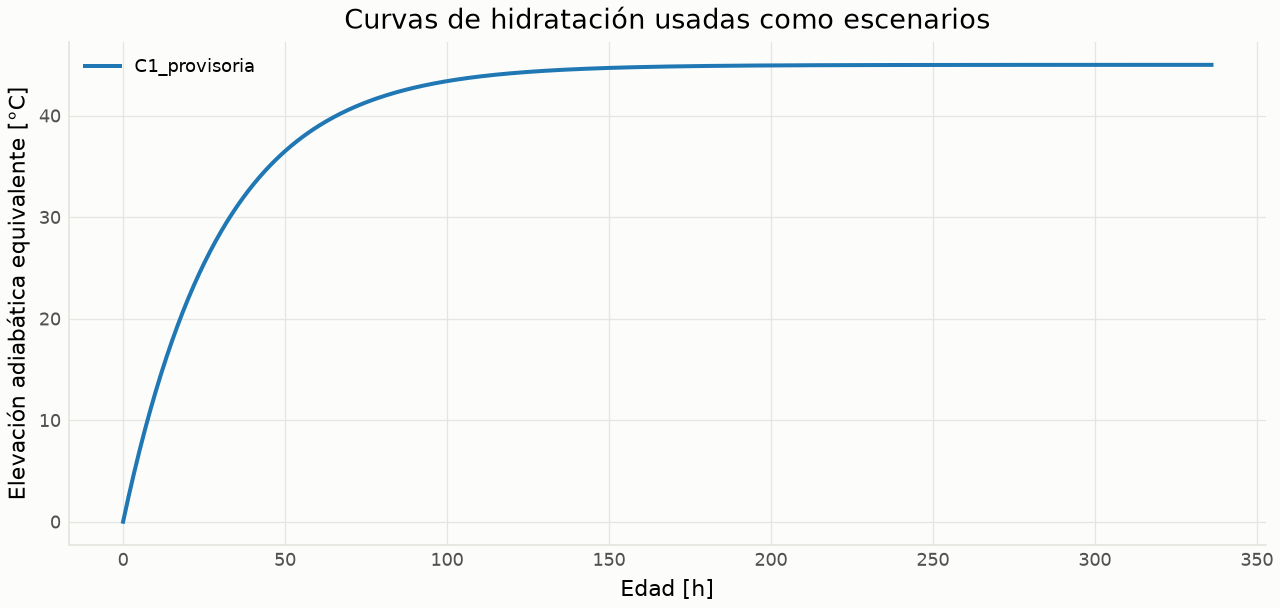 Curvas de hidratación usadas como escenarios
C1_provisoria
Elevación adiabática equivalente [°C]
40
30
20
10
0
0 50 100 150 200 250 300 350
Edad [h]